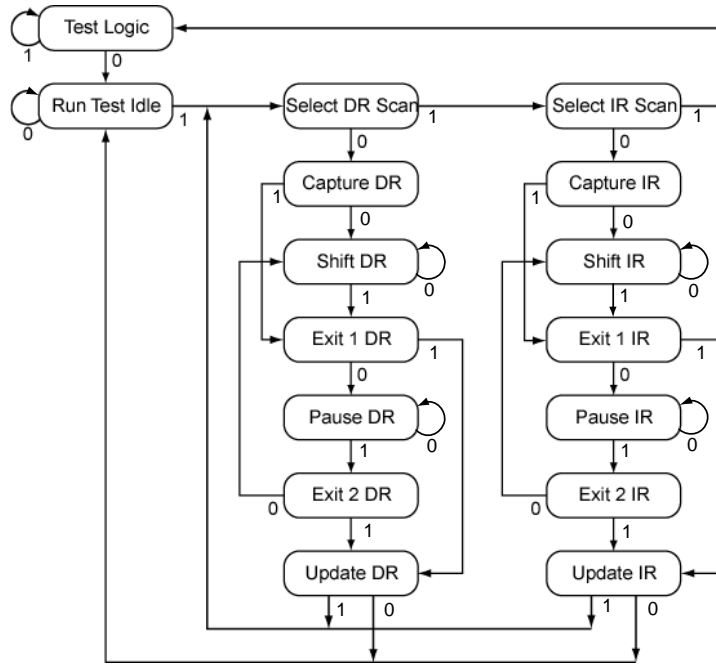 Test Logic
1
0
Run Test Idle
0
1
Select DR Scan
1
Select IR Scan
1
0
0
Capture DR
1
0
Capture IR
1
0
Shift DR
0
1
Shift IR
0
1
Exit 1 DR
1
0
Exit 1 IR
1
0
Pause DR
0
1
Pause IR
0
1
Exit 2 DR
0
1
Exit 2 IR
0
1
Update DR
1
0
Update IR
1
0